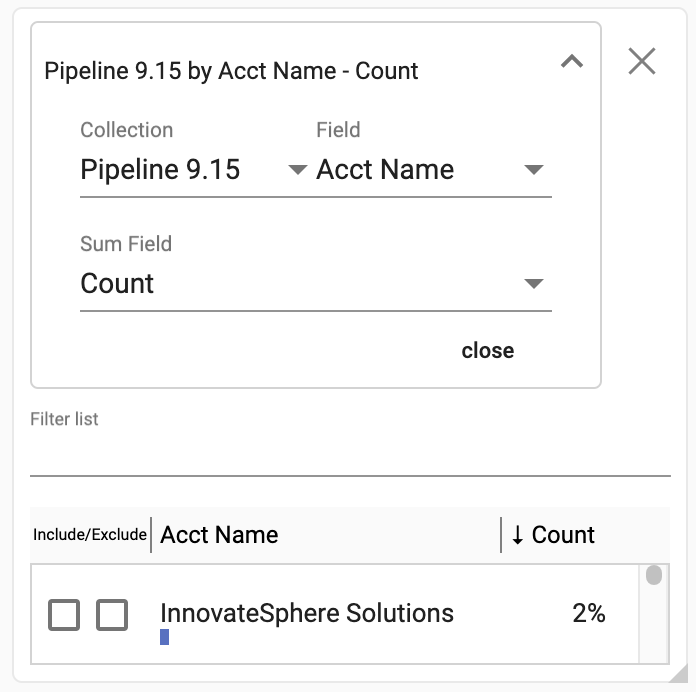 Pipeline 9.15 by Acct Name - Count
Collection Field
Pipeline 9.15 Acct Name
Sum Field
Count
close
Filter list
Include/Exclude Acct Name ↓ Count
InnovateSphere Solutions 2%